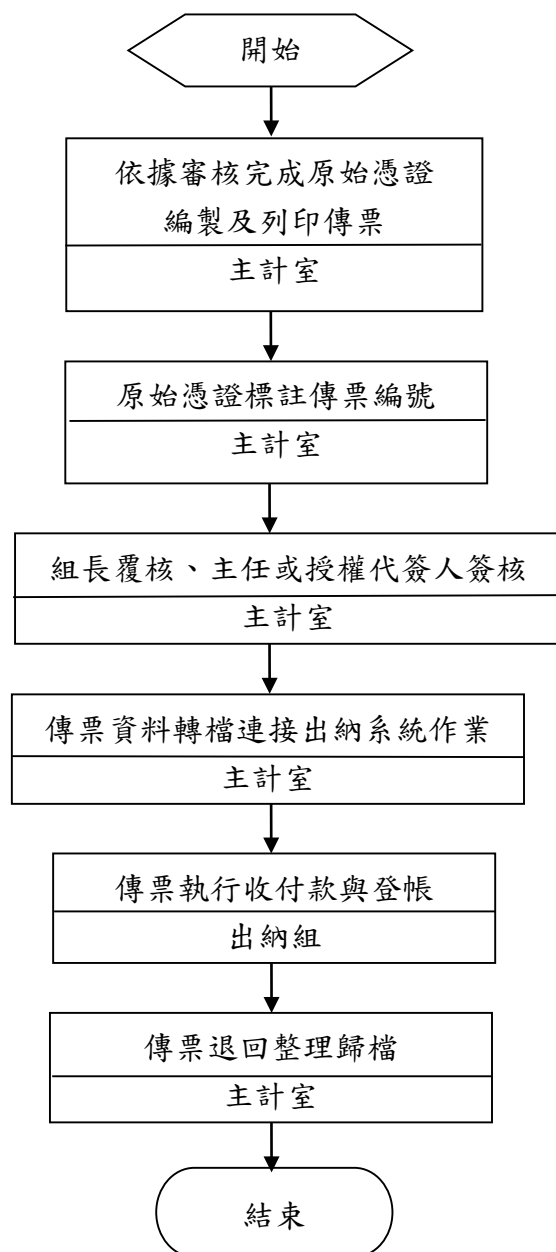 開始
依據審核完成原始憑證
編製及列印傳票
主計室
原始憑證標註傳票編號
主計室
組長覆核、主任或授權代簽人簽核
主計室
傳票資料轉檔連接出納系統作業
主計室
傳票執行收付款與登帳
出納組
傳票退回整理歸檔
主計室
結束